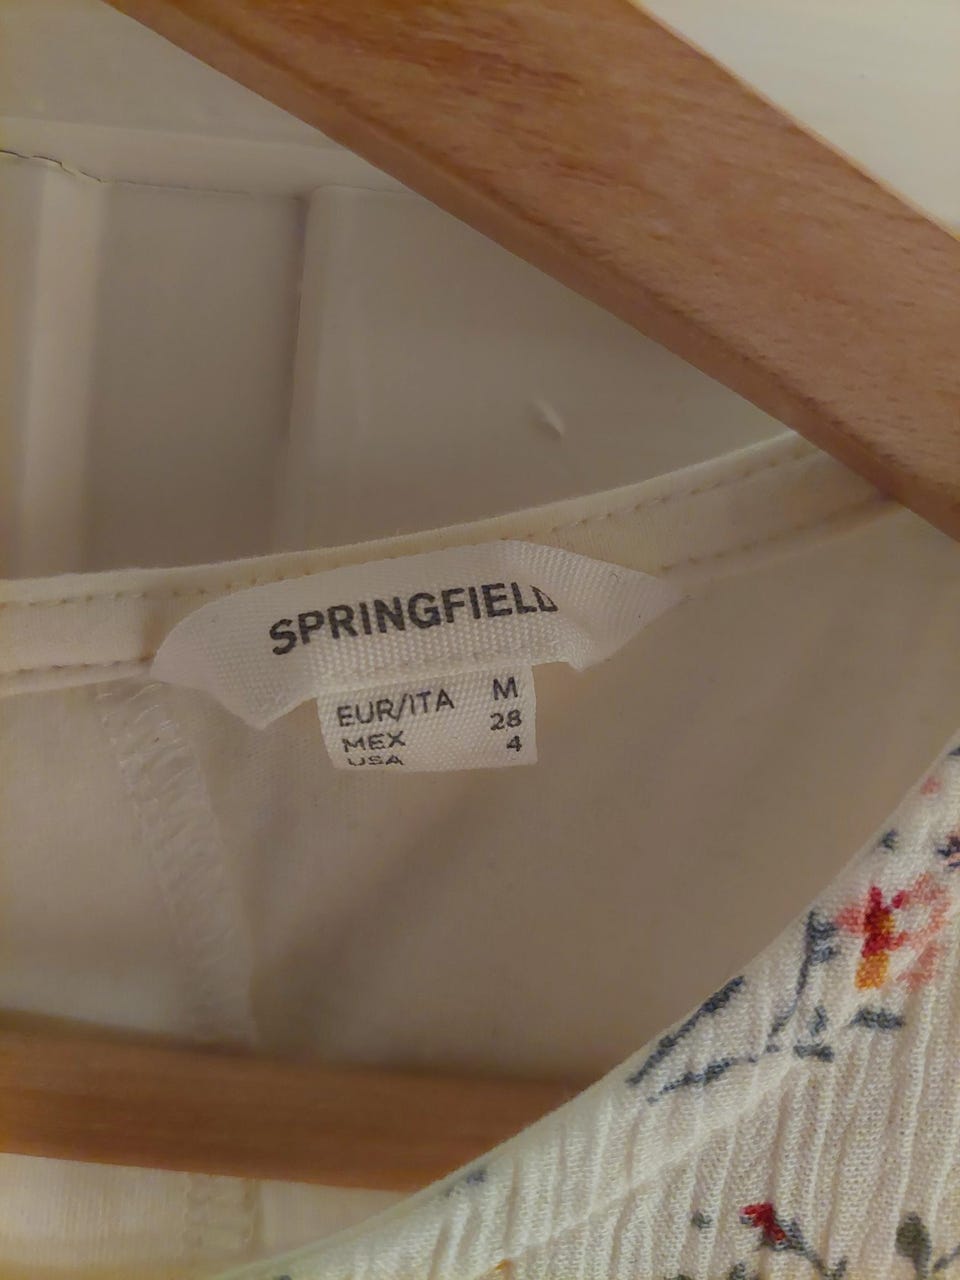 SPRINGFIELD
EUR/ITA M
MEX 28
USA 4